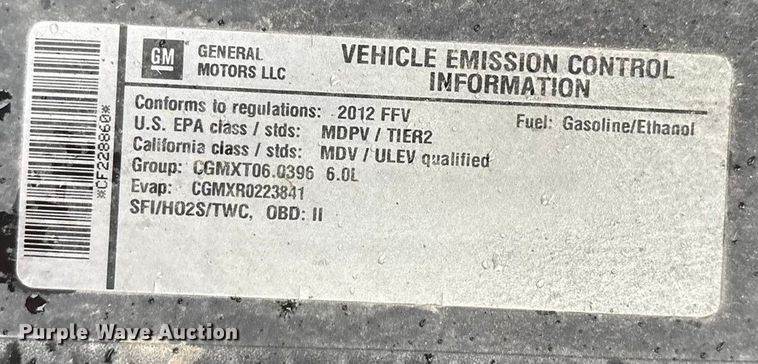 GM
GENERAL
MOTORS LLC
VEHICLE EMISSION CONTROL
INFORMATION
Conforms to regulations: 2012 FFV
Fuel: Gasoline/Ethanol
U.S. EPA class / stds: MDPV / TIER2
California class / stds: MDV / ULEV qualified
Group: CGMXT06.0396 6.0L
Evap: CGMXR0223841
SFI/HO2S/TWC, OBD: II
*CF228860*
Purple Wave Auction